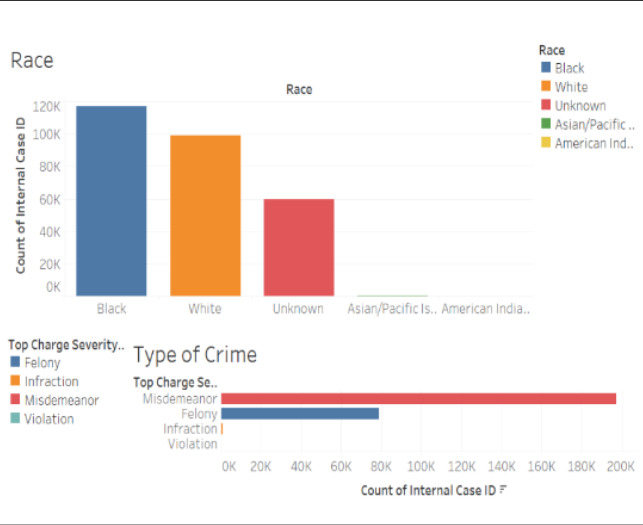 Race
Race
Count of Internal Case ID
120K
100K
80K
60K
40K
20K
0K
Black
White
Unknown
Asian/Pacific Is..
American India..
Race
Black
White
Unknown
Asian/Pacific ..
American Ind..
Top Charge Severity..
Felony
Infraction
Misdemeanor
Violation
Type of Crime
Top Charge Se..
Misdemeanor
Felony
Infraction
Violation
0K 20K 40K 60K 80K 100K 120K 140K 160K 180K 200K
Count of Internal Case ID